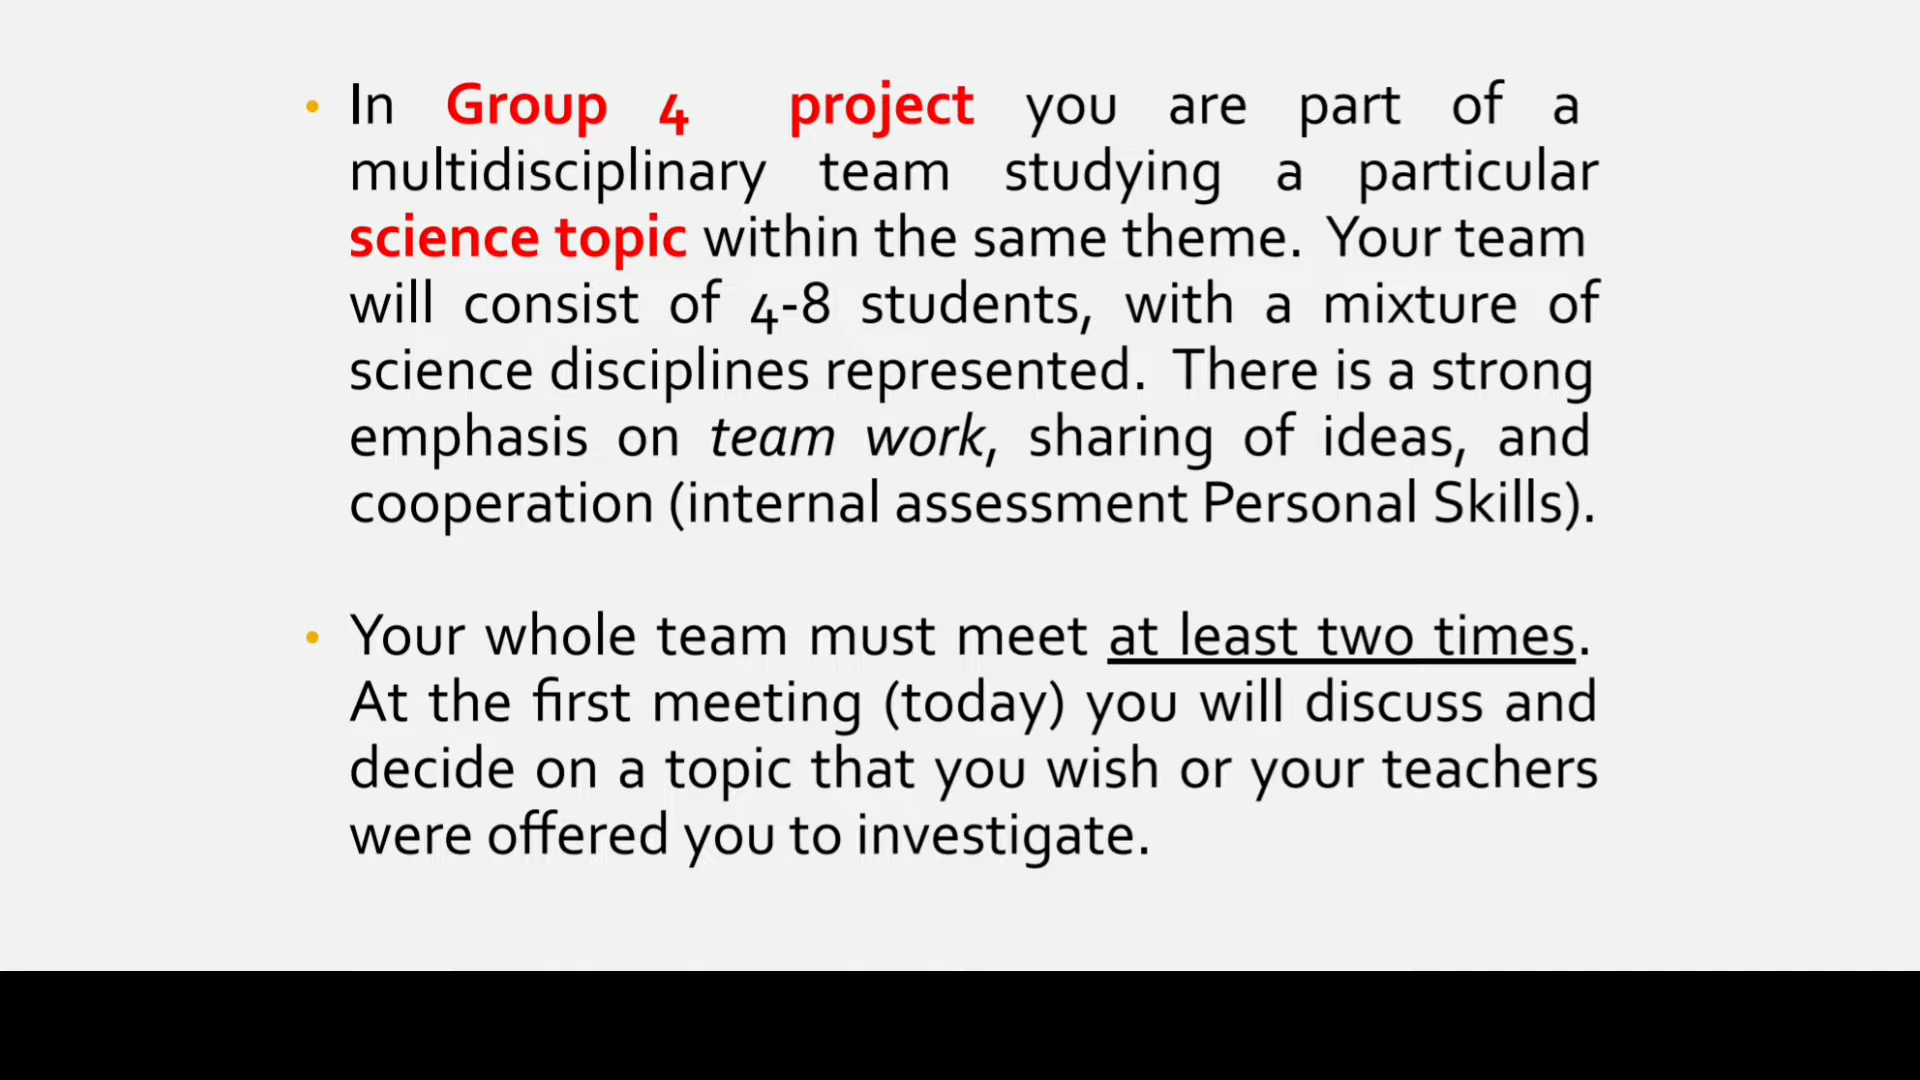 • In Group 4 project you are part of a
multidisciplinary team studying a particular
science topic within the same theme. Your team
will consist of 4-8 students, with a mixture of
science disciplines represented. There is a strong
emphasis on team work, sharing of ideas, and
cooperation (internal assessment Personal Skills).
• Your whole team must meet at least two times.
At the first meeting (today) you will discuss and
decide on a topic that you wish or your teachers
were offered you to investigate.